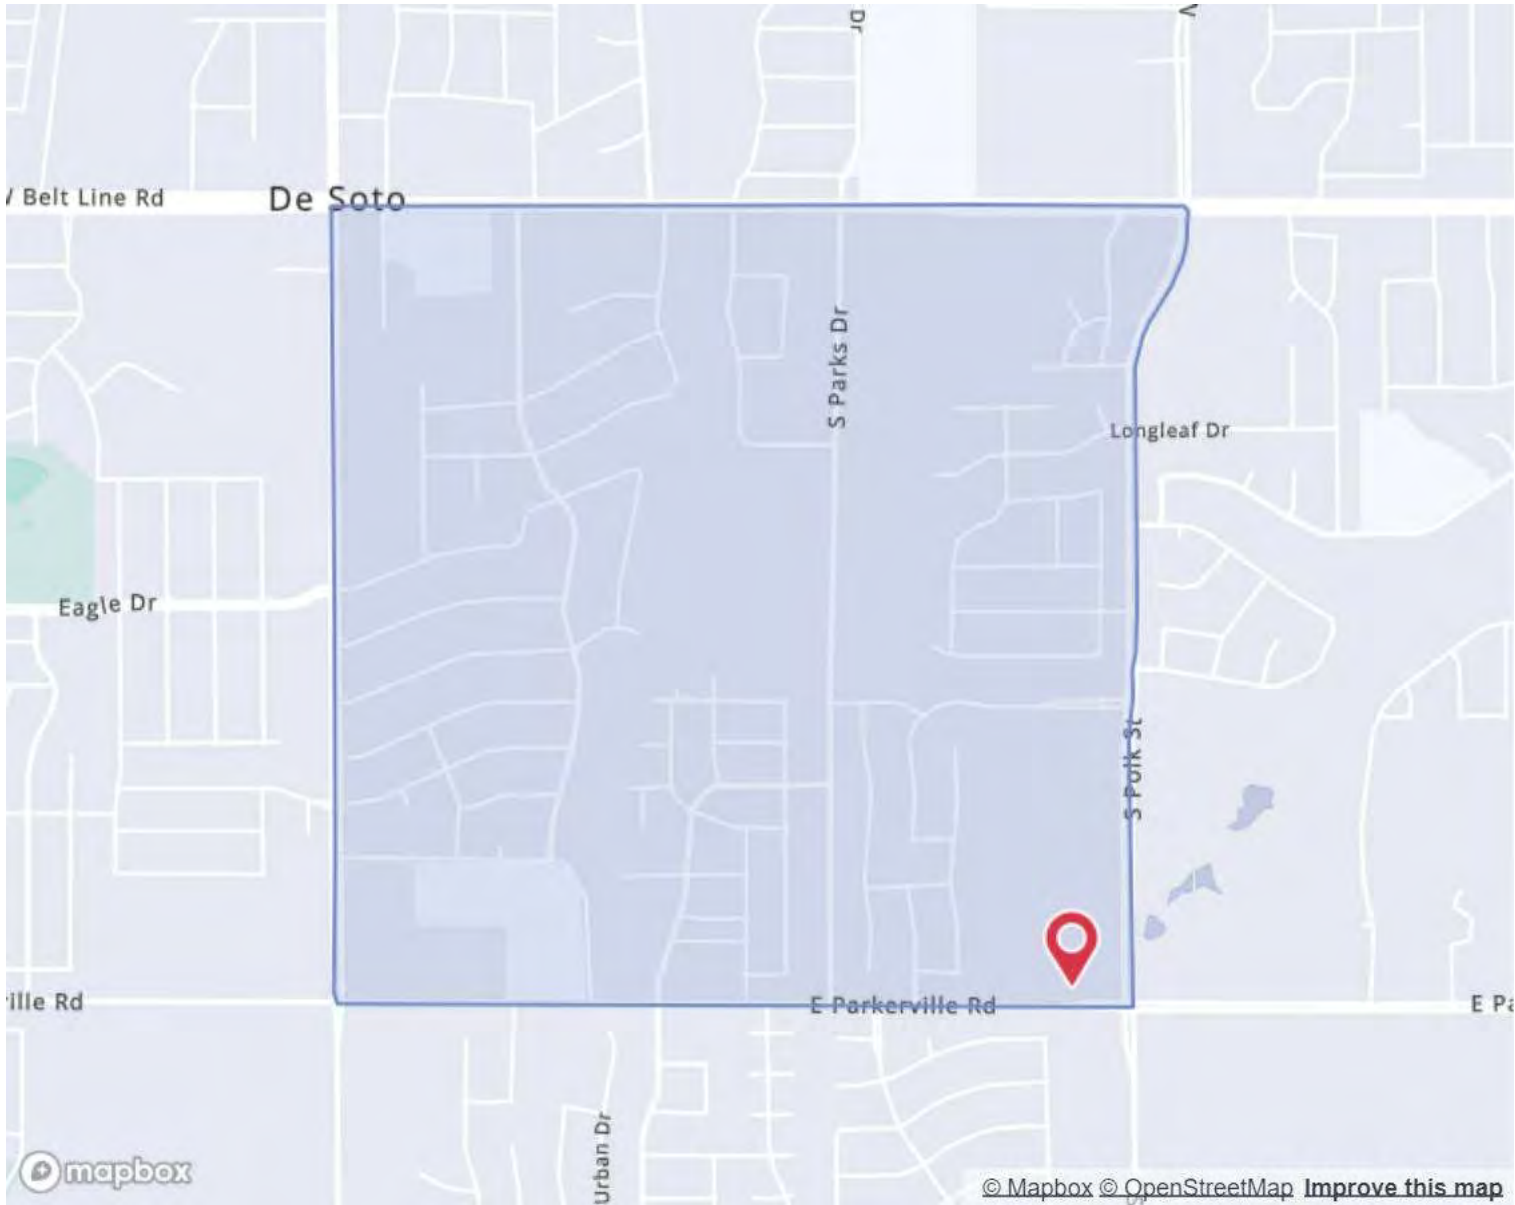 Dr
V
W Belt Line Rd
De Soto
S Parks Dr
Longleaf Dr
Eagle Dr
S Polk St
ille Rd
E Parkerville Rd
E Pa
Urban Dr
mapbox
© Mapbox © OpenStreetMap Improve this map